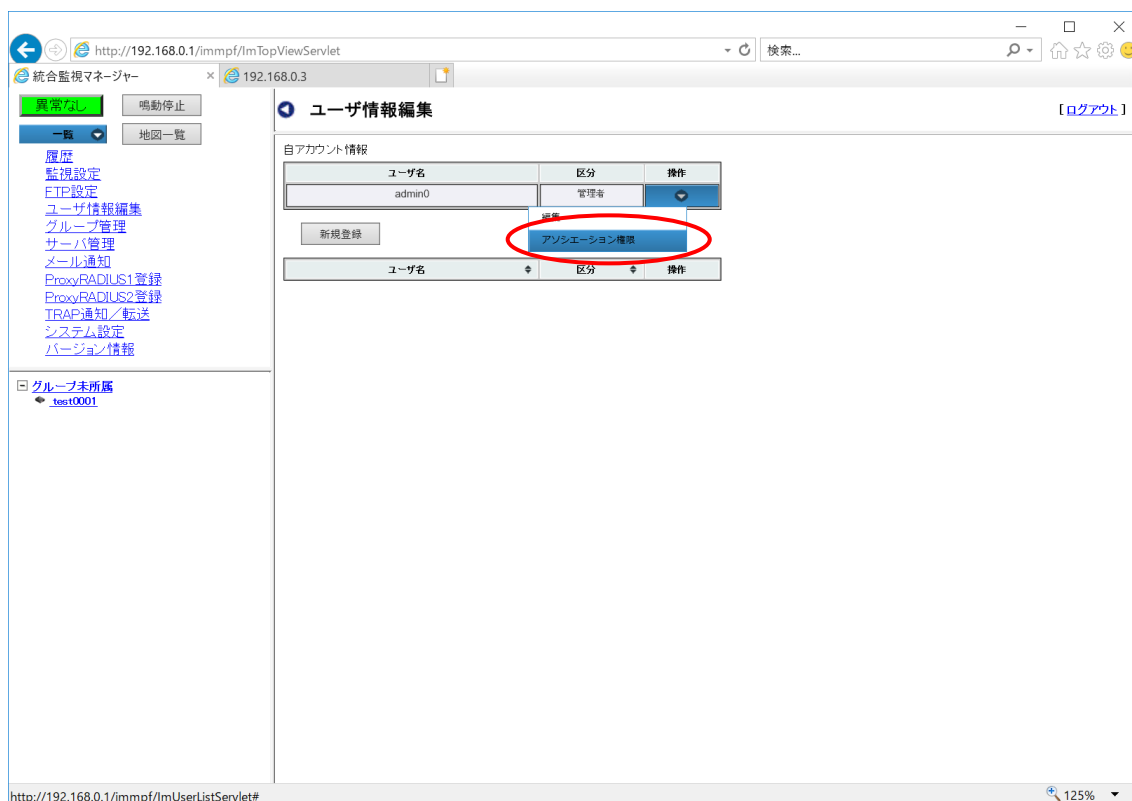 http://192.168.0.1/immpf/ImTopViewServlet
検索...
統合監視マネージャー
192.168.0.3
異常なし
鳴動停止
一覧
地図一覧
履歴
監視設定
FTP設定
ユーザ情報編集
グループ管理
サーバ管理
メール通知
ProxyRADIUS1登録
ProxyRADIUS2登録
TRAP通知／転送
システム設定
バージョン情報
グループ未所属
test0001
ユーザ情報編集
[ログアウト]
自アカウント情報
ユーザ名 区分 操作
admin0 管理者
編集
アソシエーション権限
新規登録
ユーザ名 区分 操作
http://192.168.0.1/immpf/ImUserListServlet#
125%